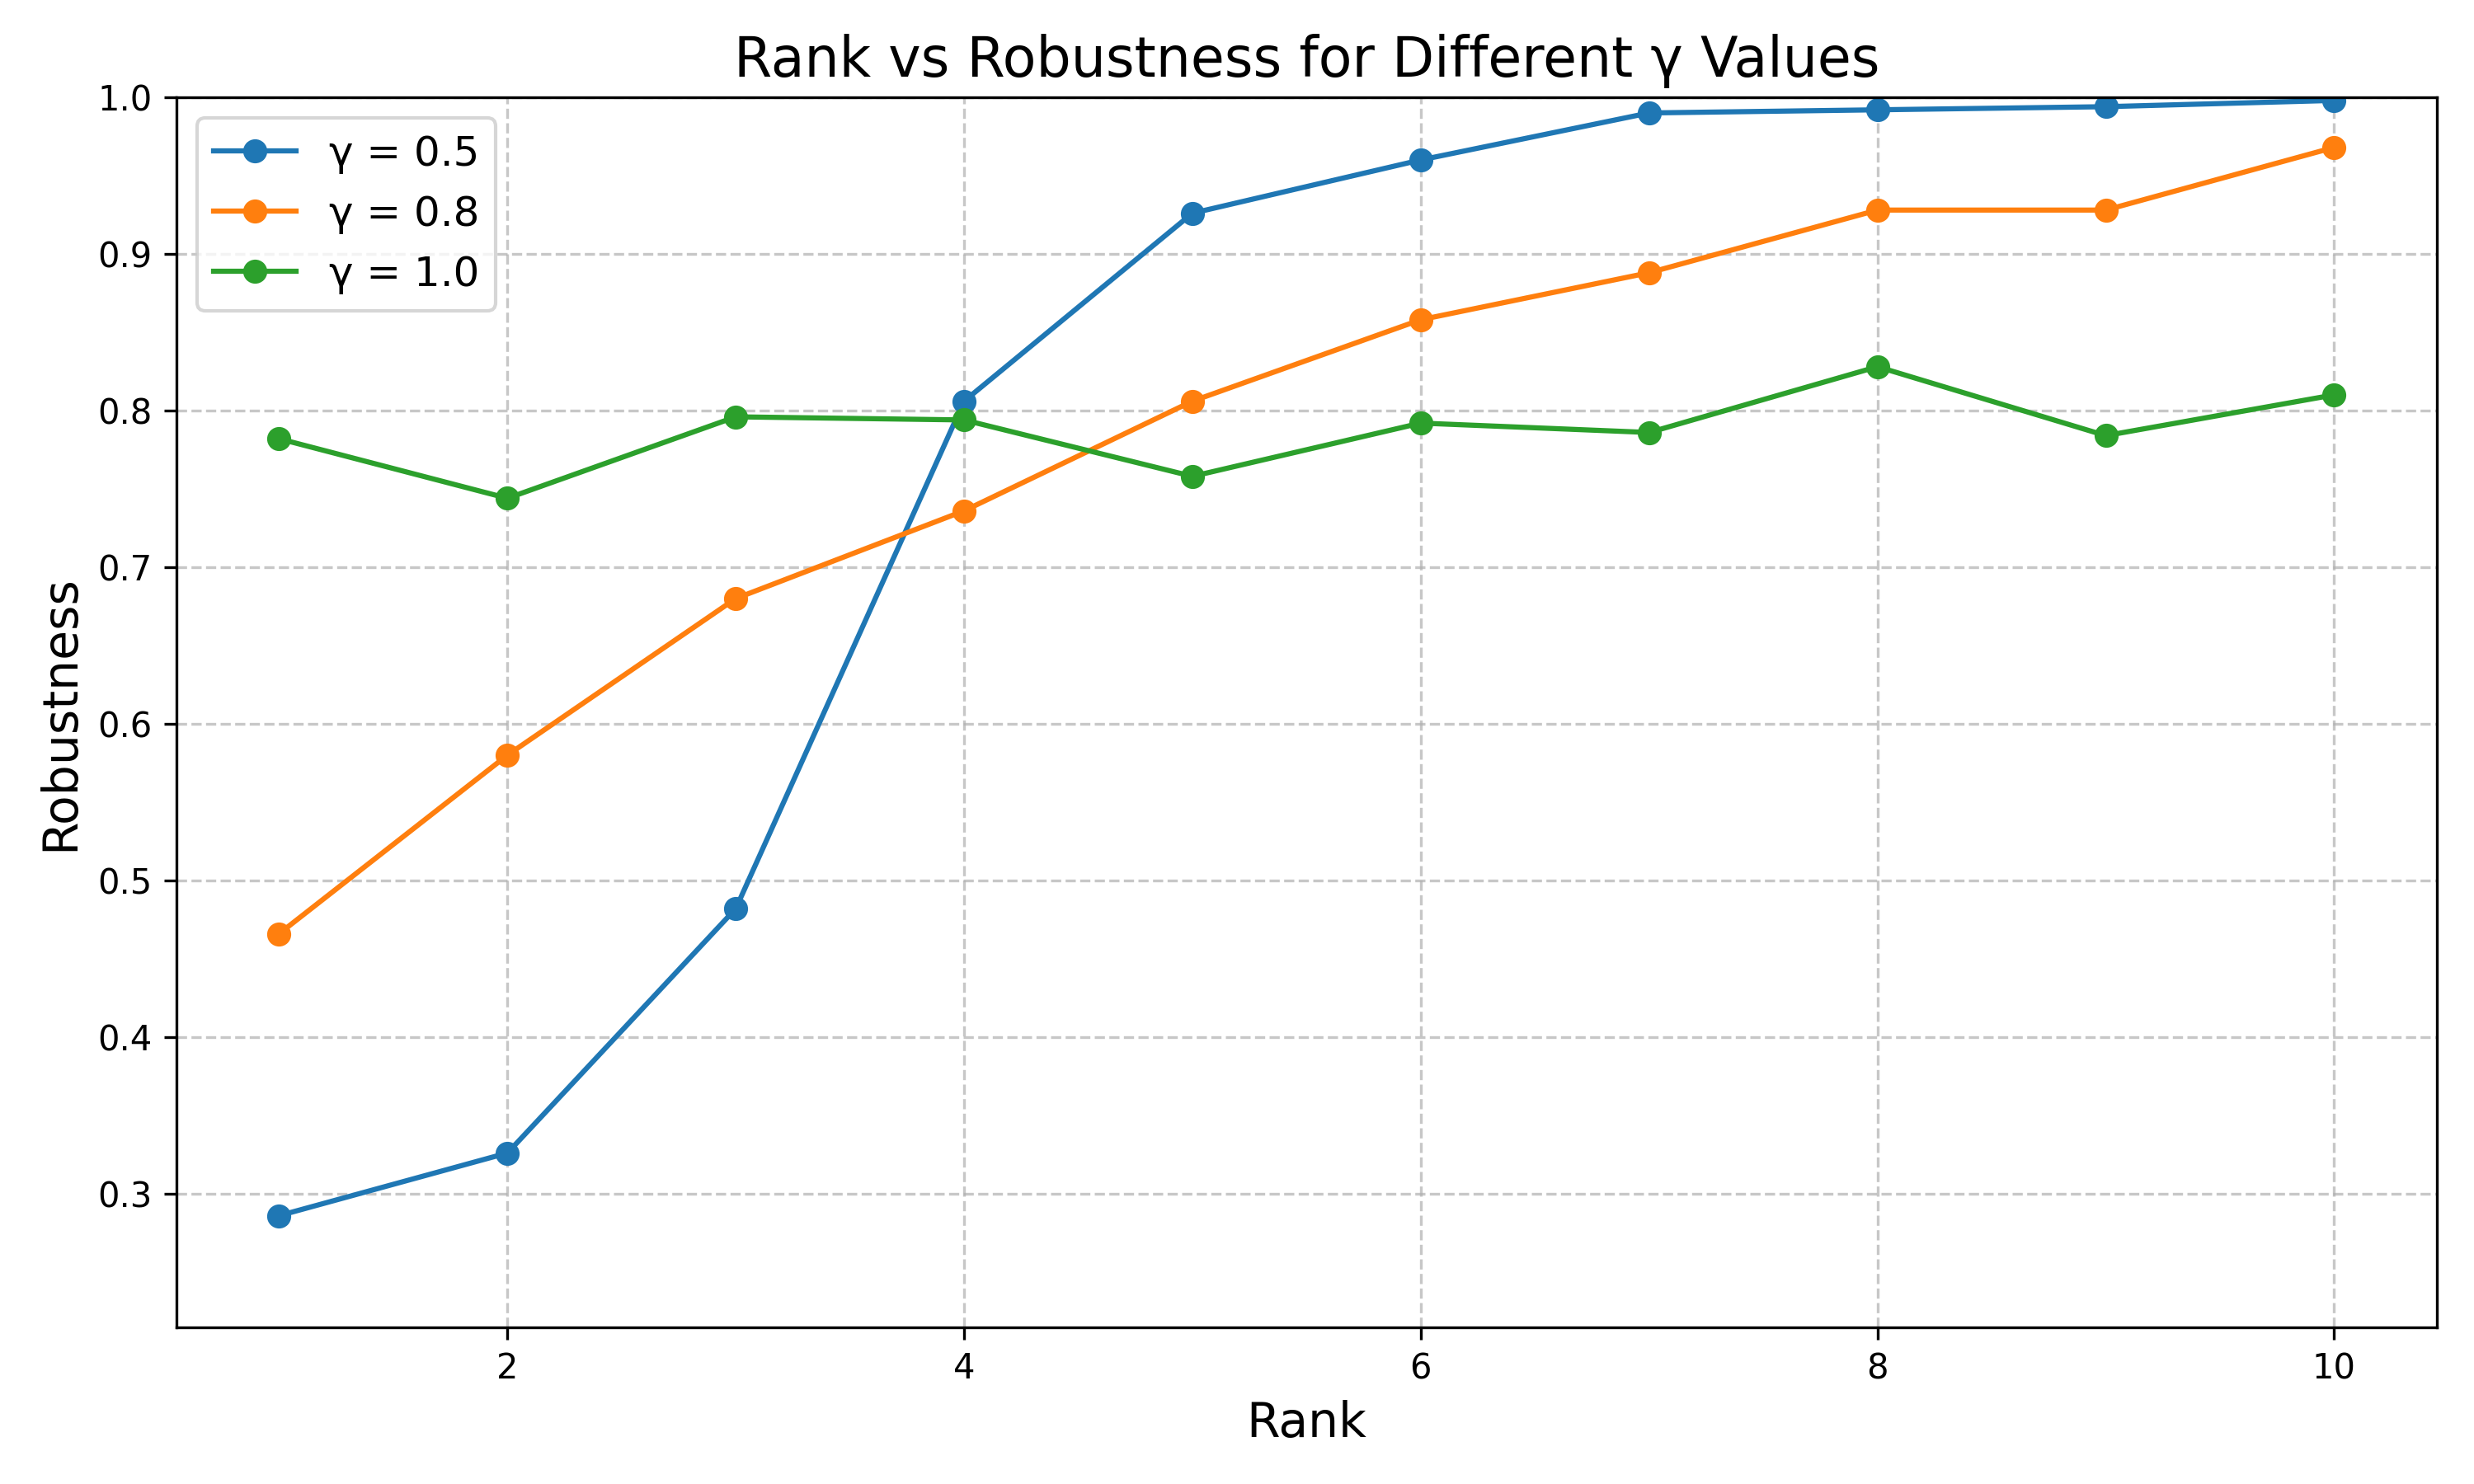 Rank vs Robustness for Different γ Values
1.0
0.9
0.8
0.7
0.6
0.5
0.4
0.3
γ = 0.5
γ = 0.8
γ = 1.0
Robustness
2 4 6 8 10
Rank